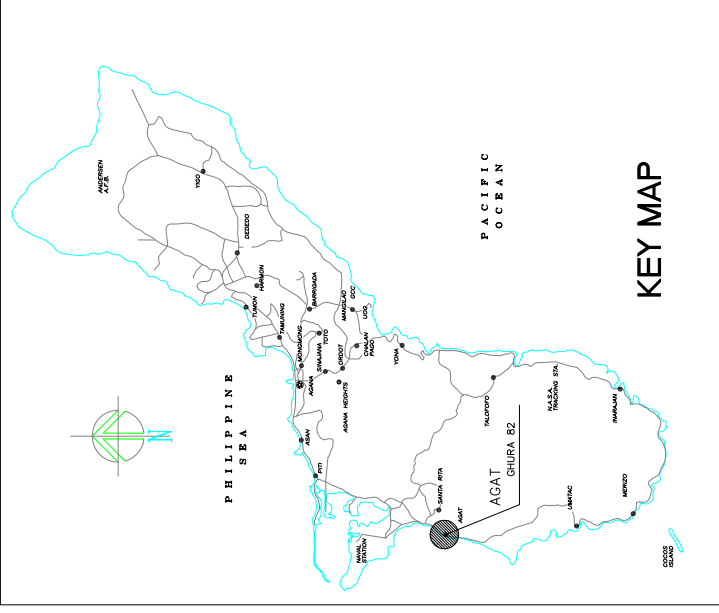 ANDERSEN
A.F.B.
YIGO
DEDEDO
HARMON
TUMON
TAMUNING
BARRIGADA
MANGILAO
GCC
UOG
MONGMONG
TOTO
SINAJANA
ORDOT
CHALAN
PAGO
AGANA
AGANA HEIGHTS
YONA
ASAN
PITI
PHILIPPINE
SEA
PACIFIC
OCEAN
N
KEY MAP
TALOFOFO
N.A.S.A.
TRACKING STA.
INARAJAN
SANTA RITA
AGAT
AGAT
GHURA 82
NAVAL
STATION
UMATAC
MERIZO
COCOS
ISLAND